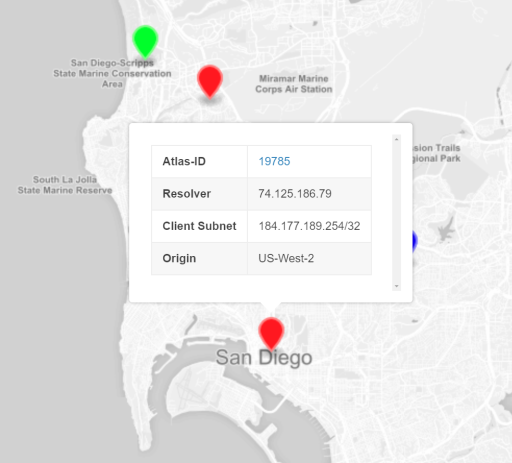 San Diego-Scripps
State Marine Conservation
Area
Miramar Marine
Corps Air Station
South La Jolla
State Marine Reserve
Trails
Park
Atlas-ID 19785
Resolver 74.125.186.79
Client Subnet 184.177.189.254/32
Origin US-West-2
San Diego